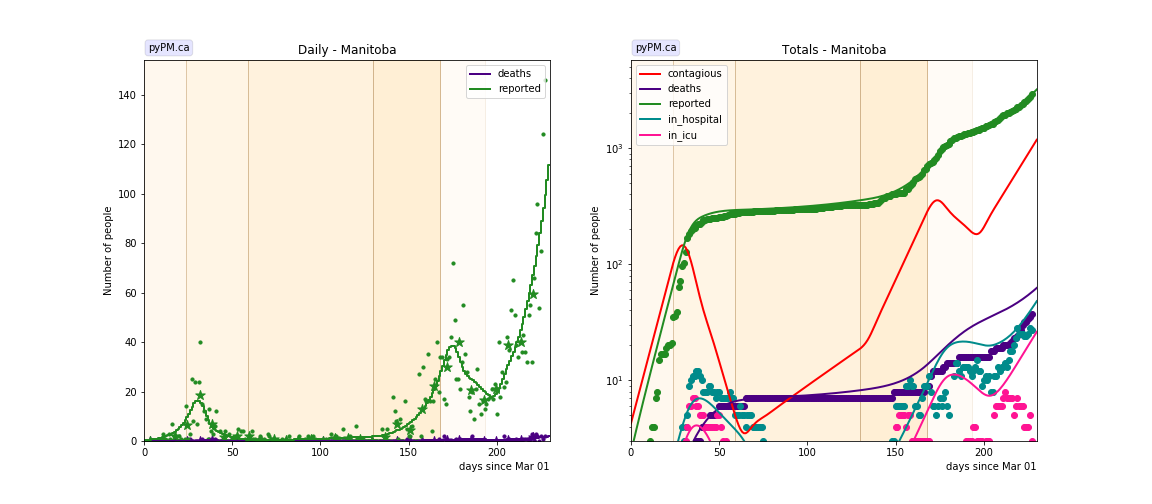 pyPM.ca
Daily - Manitoba
deaths
reported
Number of people
140
120
100
80
60
40
20
0
0
50
100
150
200
days since Mar 01
pyPM.ca
Totals - Manitoba
contagious
deaths
reported
in_hospital
in_icu
Number of people
10³
10²
10¹
0
50
100
150
200
days since Mar 01